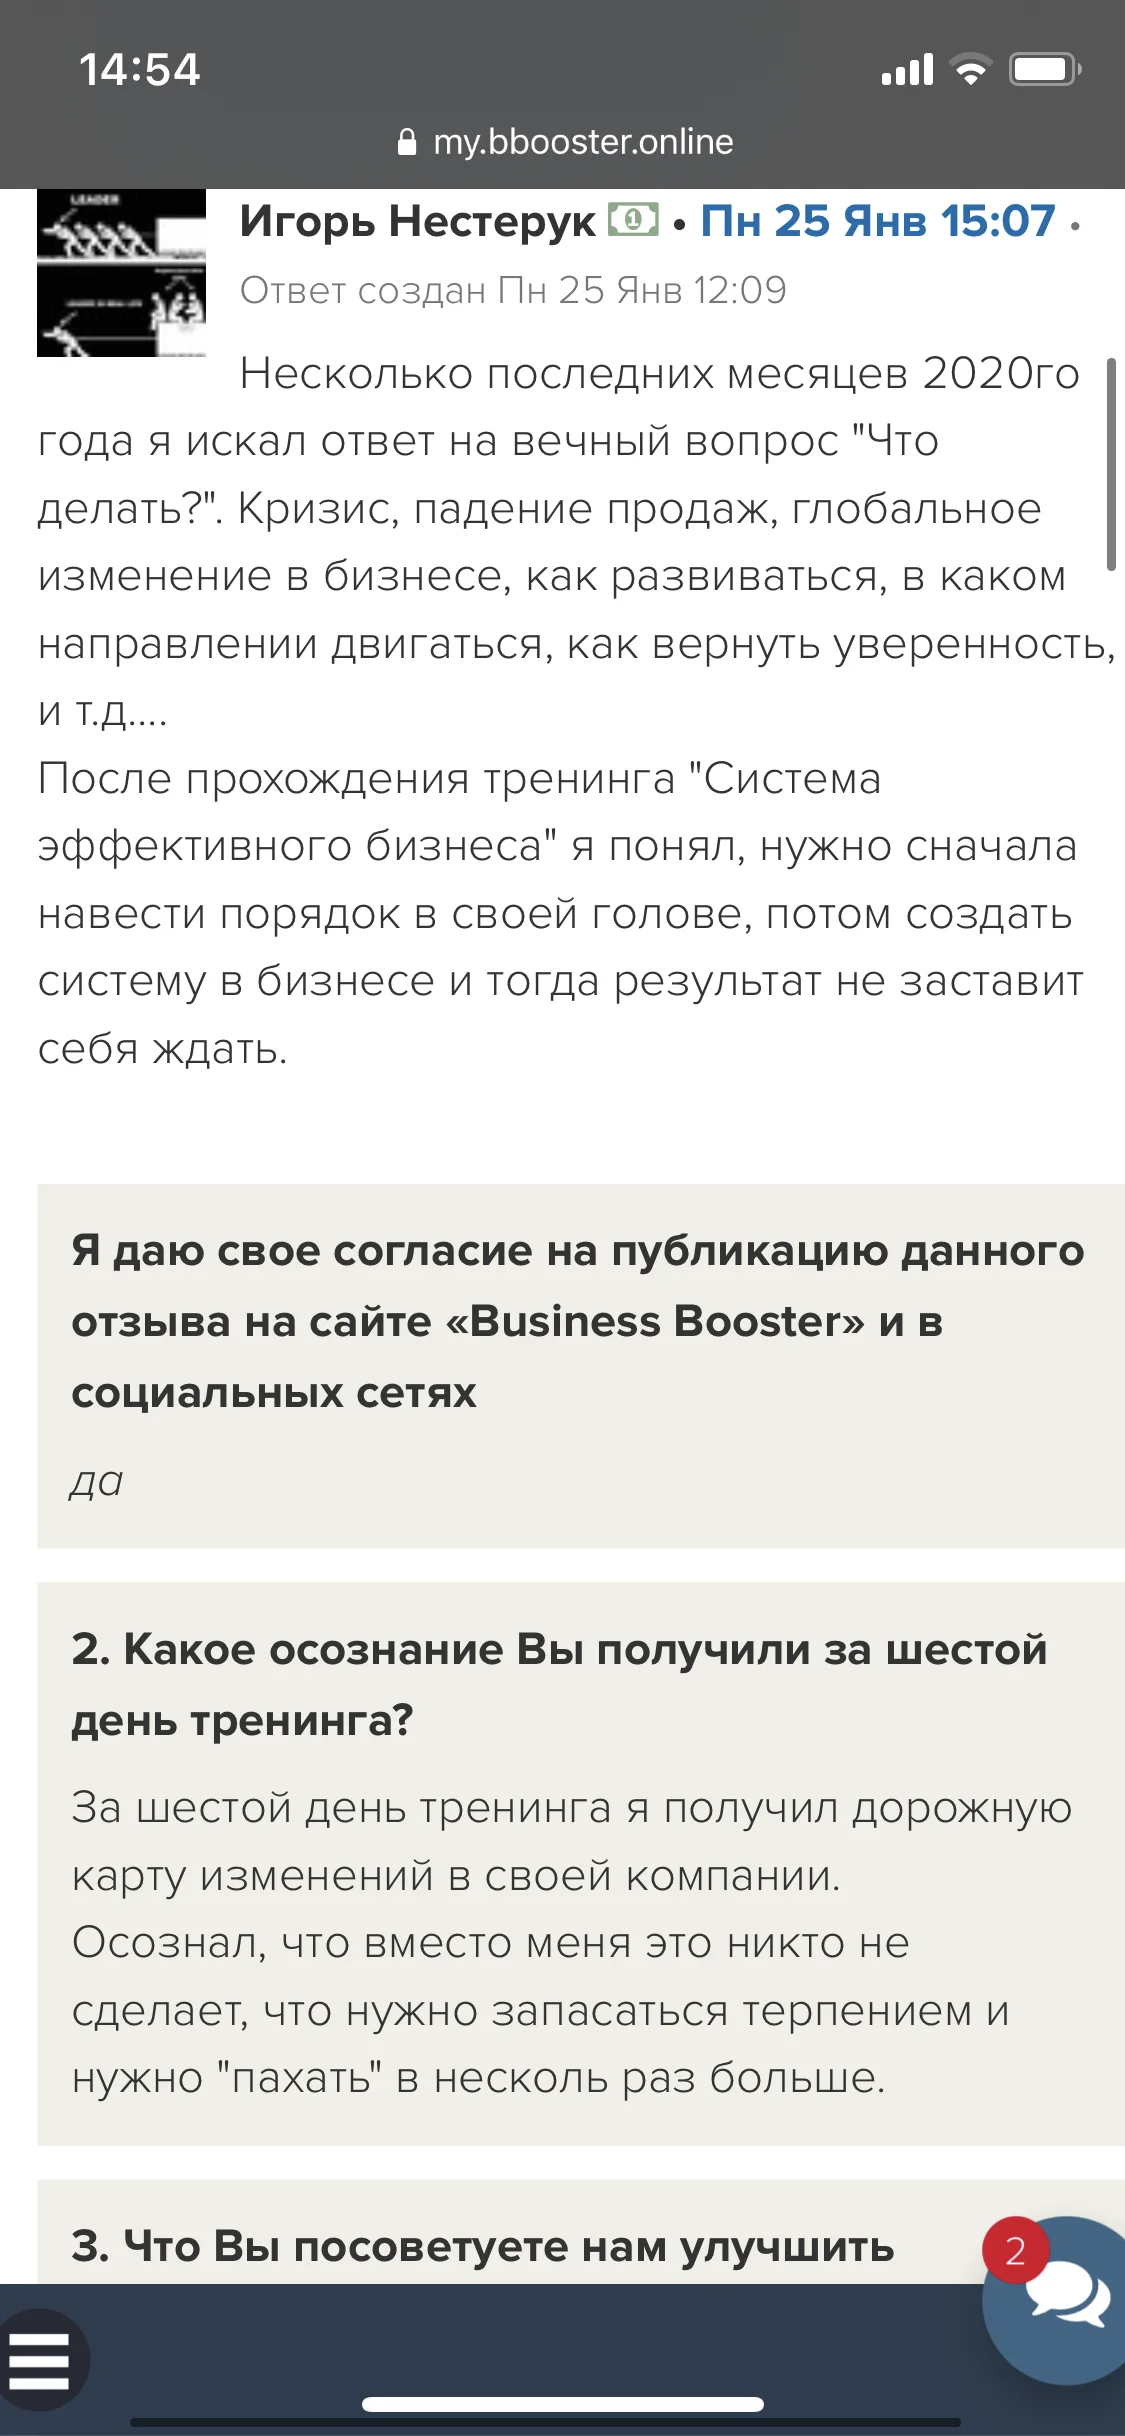 14:54
my.bbooster.online
LEADER
Игорь Нестерук • Пн 25 Янв 15:07 •
Ответ создан Пн 25 Янв 12:09
Несколько последних месяцев 2020го
года я искал ответ на вечный вопрос "Что
делать?". Кризис, падение продаж, глобальное
изменение в бизнесе, как развиваться, в каком
направлении двигаться, как вернуть уверенность,
и т.д....
После прохождения тренинга "Система
эффективного бизнеса" я понял, нужно сначала
навести порядок в своей голове, потом создать
систему в бизнесе и тогда результат не заставит
себя ждать.
Я даю свое согласие на публикацию данного
отзыва на сайте «Business Booster» и в
социальных сетях
да
2. Какое осознание Вы получили за шестой
день тренинга?
За шестой день тренинга я получил дорожную
карту изменений в своей компании.
Осознал, что вместо меня это никто не
сделает, что нужно запасаться терпением и
нужно "пахать" в несколь раз больше.
3. Что Вы посоветуете нам улучшить
2